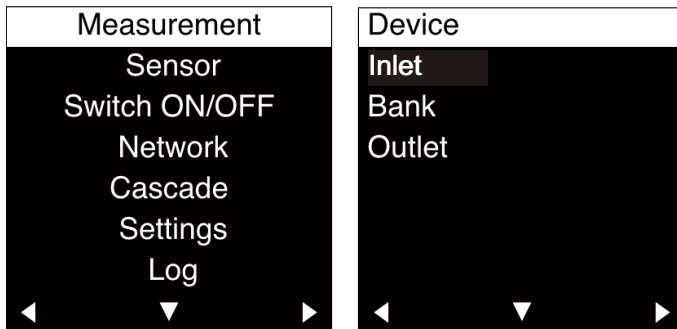 Measurement
Sensor
Switch ON/OFF
Network
Cascade
Settings
Log
Device
Inlet
Bank
Outlet